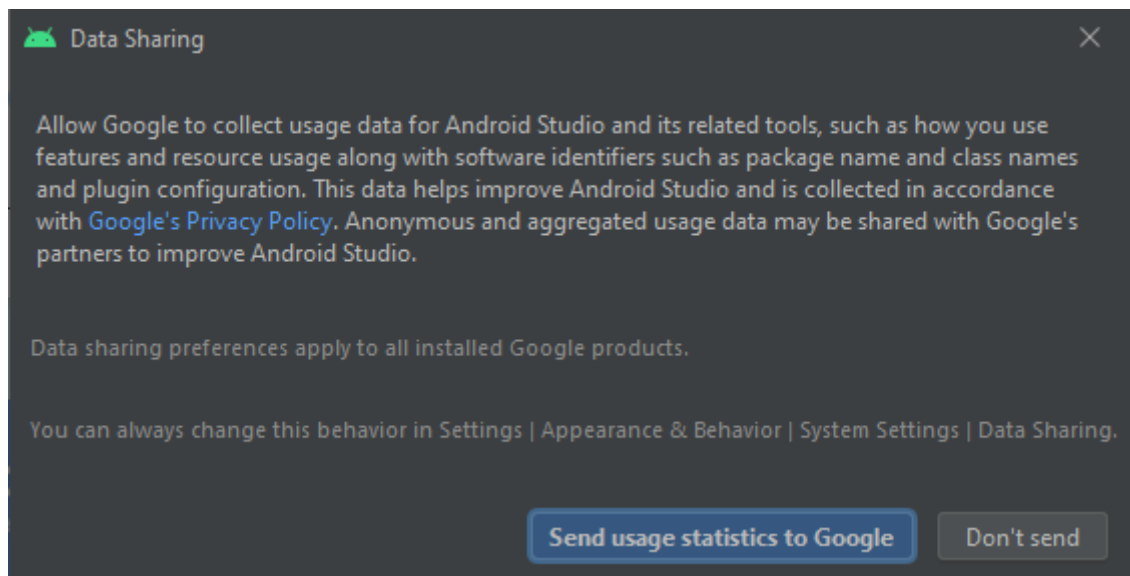 Data Sharing
Allow Google to collect usage data for Android Studio and its related tools, such as how you use
features and resource usage along with software identifiers such as package name and class names
and plugin configuration. This data helps improve Android Studio and is collected in accordance
with Google's Privacy Policy. Anonymous and aggregated usage data may be shared with Google's
partners to improve Android Studio.
Data sharing preferences apply to all installed Google products.
You can always change this behavior in Settings | Appearance & Behavior | System Settings | Data Sharing.
Send usage statistics to Google
Don't send